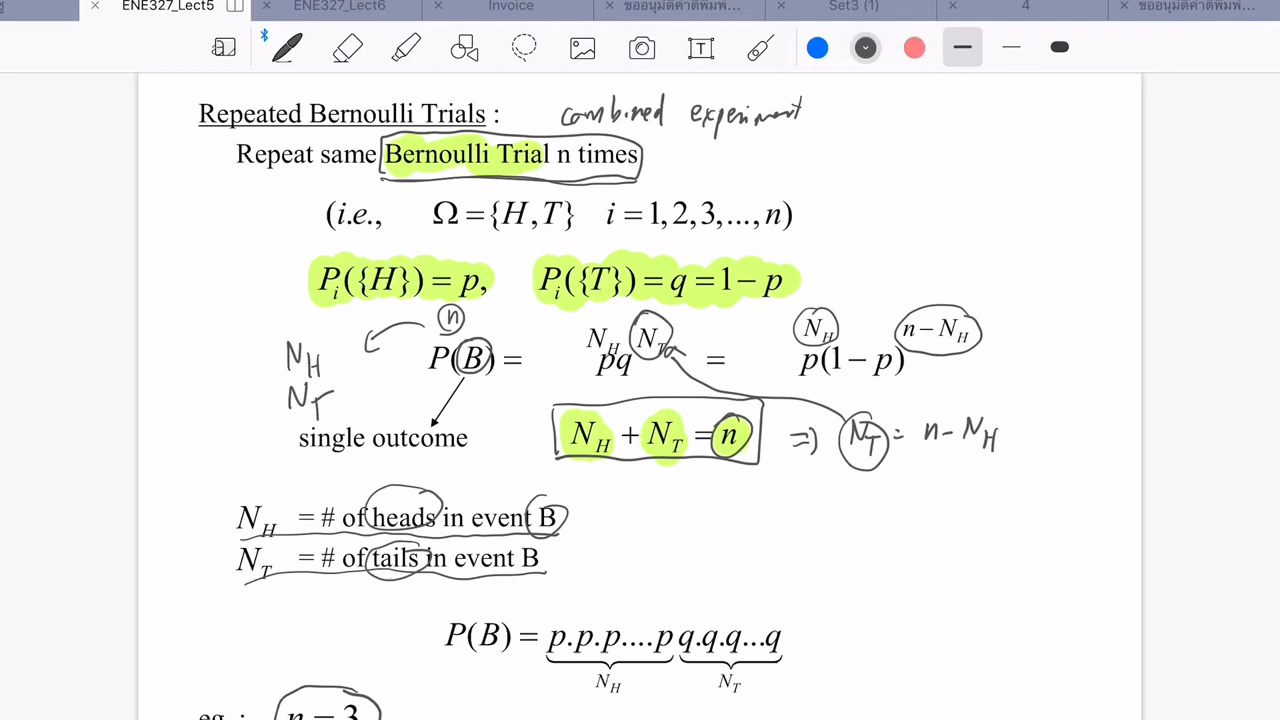 ENE327_Lect5 ENE327_Lect6 Invoice ขออนุมัติค่าตีพิมพ์... Set3 (1) 4 ขออนุมัติค่าตีพิมพ์...
Repeated Bernoulli Trials : combined experiment
Repeat same Bernoulli Trial n times
(i.e., Ω = {H, T} i = 1, 2, 3, ..., n)
P_i({H}) = p, P_i({T}) = q = 1 − p
n
N_H N_T N_H n − N_H
N_H P(B) = pq = p(1 − p)
N_T
single outcome N_H + N_T = n ⇒ N_T = n − N_H
N_H = # of heads in event B
N_T = # of tails in event B
P(B) = p.p.p....p q.q.q...q
N_H N_T
eg. : n = 3